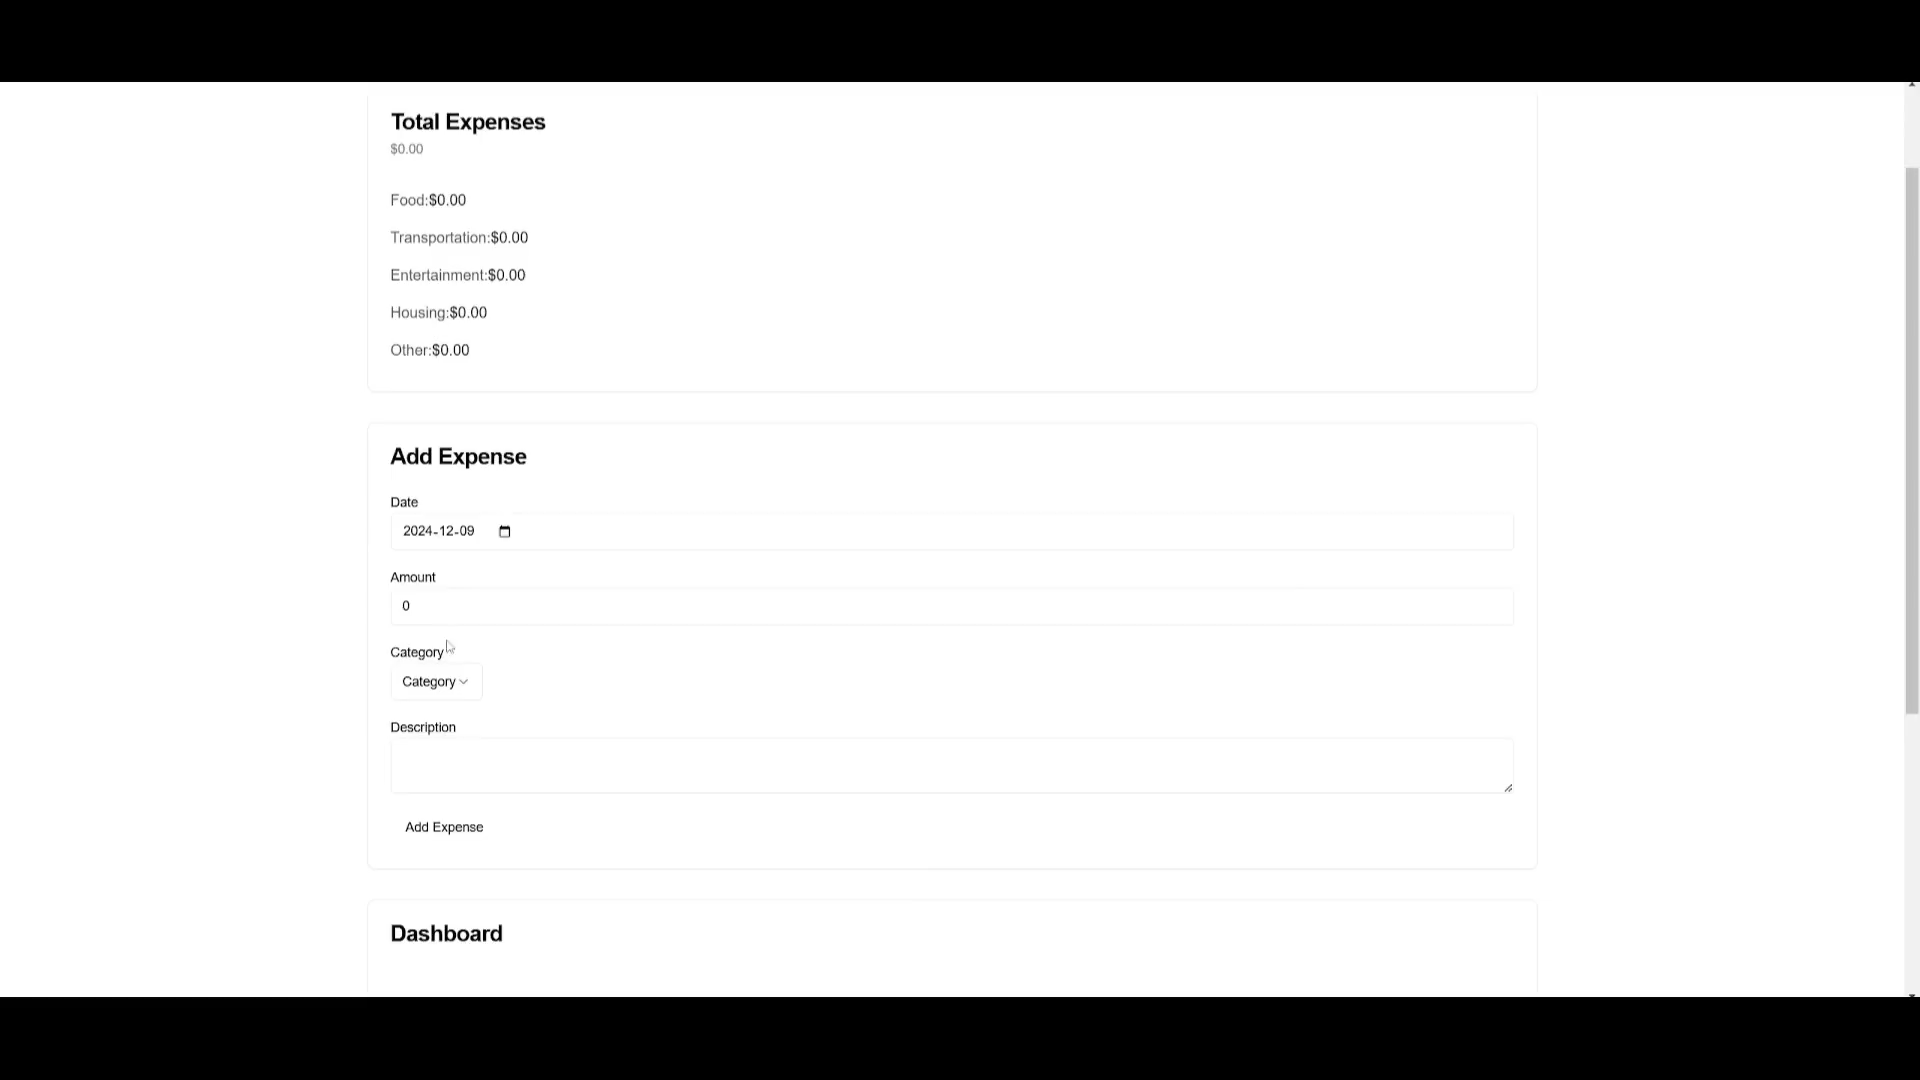 Total Expenses
$0.00
Food:$0.00
Transportation:$0.00
Entertainment:$0.00
Housing:$0.00
Other:$0.00
Add Expense
Date
2024-12-09
Amount
0
Category
Category
Description
Add Expense
Dashboard